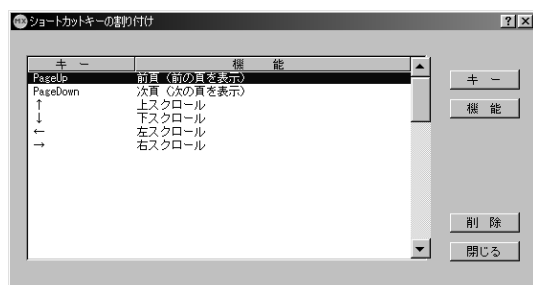 MX ショートカットキーの割り付け ? ×
キー 機能
PageUp 前頁 (前の頁を表示)
PageDown 次頁 (次の頁を表示)
↑ 上スクロール
↓ 下スクロール
← 左スクロール
→ 右スクロール
キー
機能
削除
閉じる